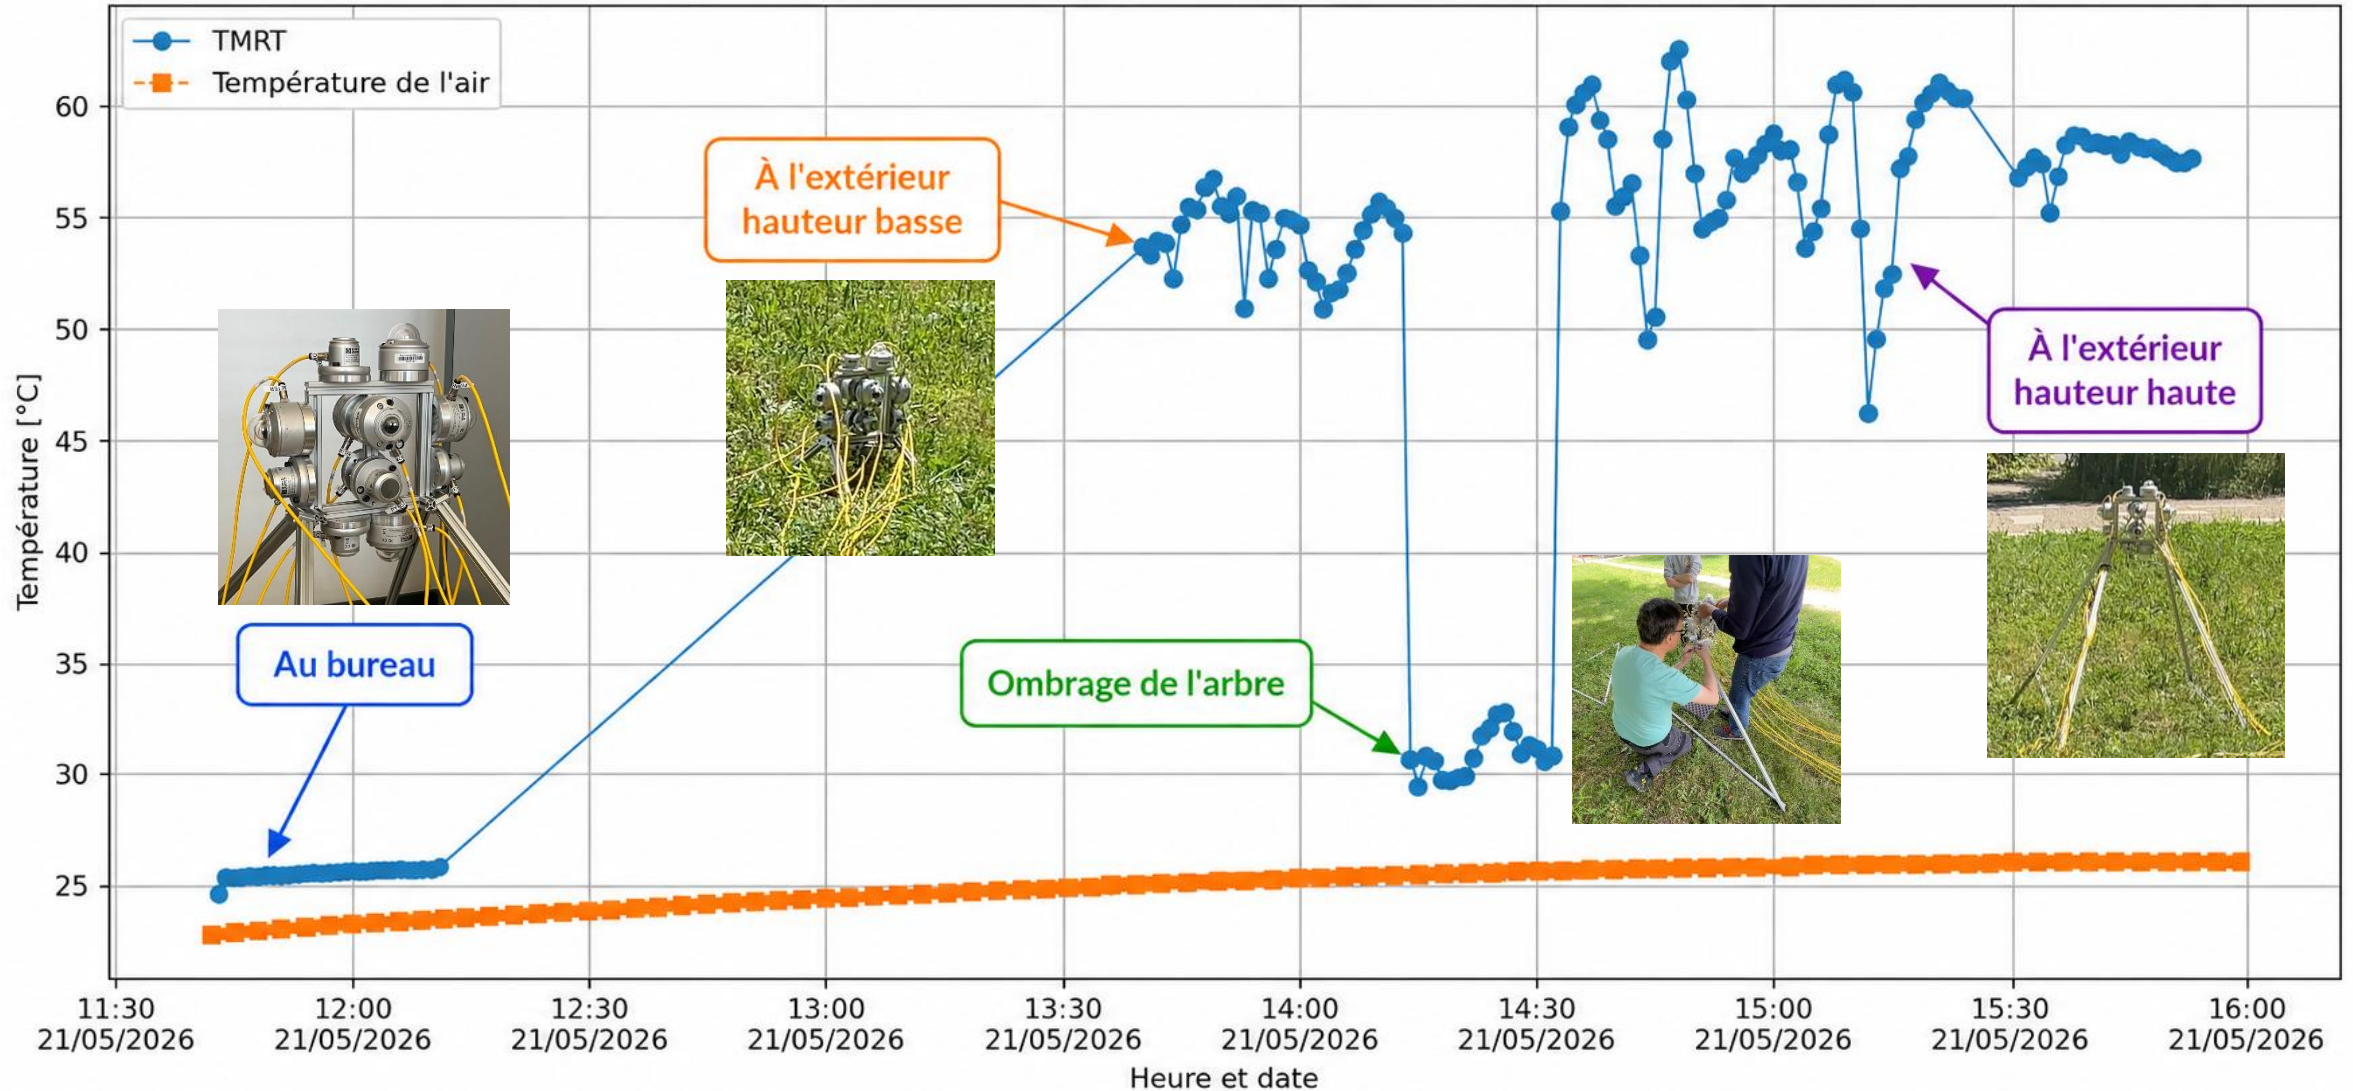 TMRT
Température de l'air
60
55
50
45
40
35
30
25
Température [°C]
À l'extérieur
hauteur basse
À l'extérieur
hauteur haute
Au bureau
Ombrage de l'arbre
11:30
21/05/2026
12:00
21/05/2026
12:30
21/05/2026
13:00
21/05/2026
13:30
21/05/2026
14:00
21/05/2026
14:30
21/05/2026
15:00
21/05/2026
15:30
21/05/2026
16:00
21/05/2026
Heure et date